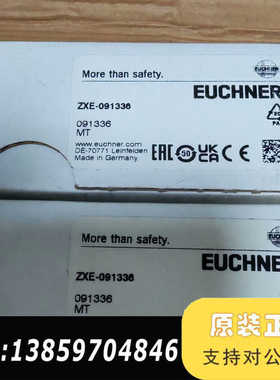 More than safety.
EUCHNER
ZXE-091336
091336
MT
www.euchner.com
DE-70771 Leinfelden
Made in Germany
EAC
50
UK
CA
CE
More than safety.
EUCHNER
ZXE-091336
091336
MT
原装正
:13859704846
支持对公